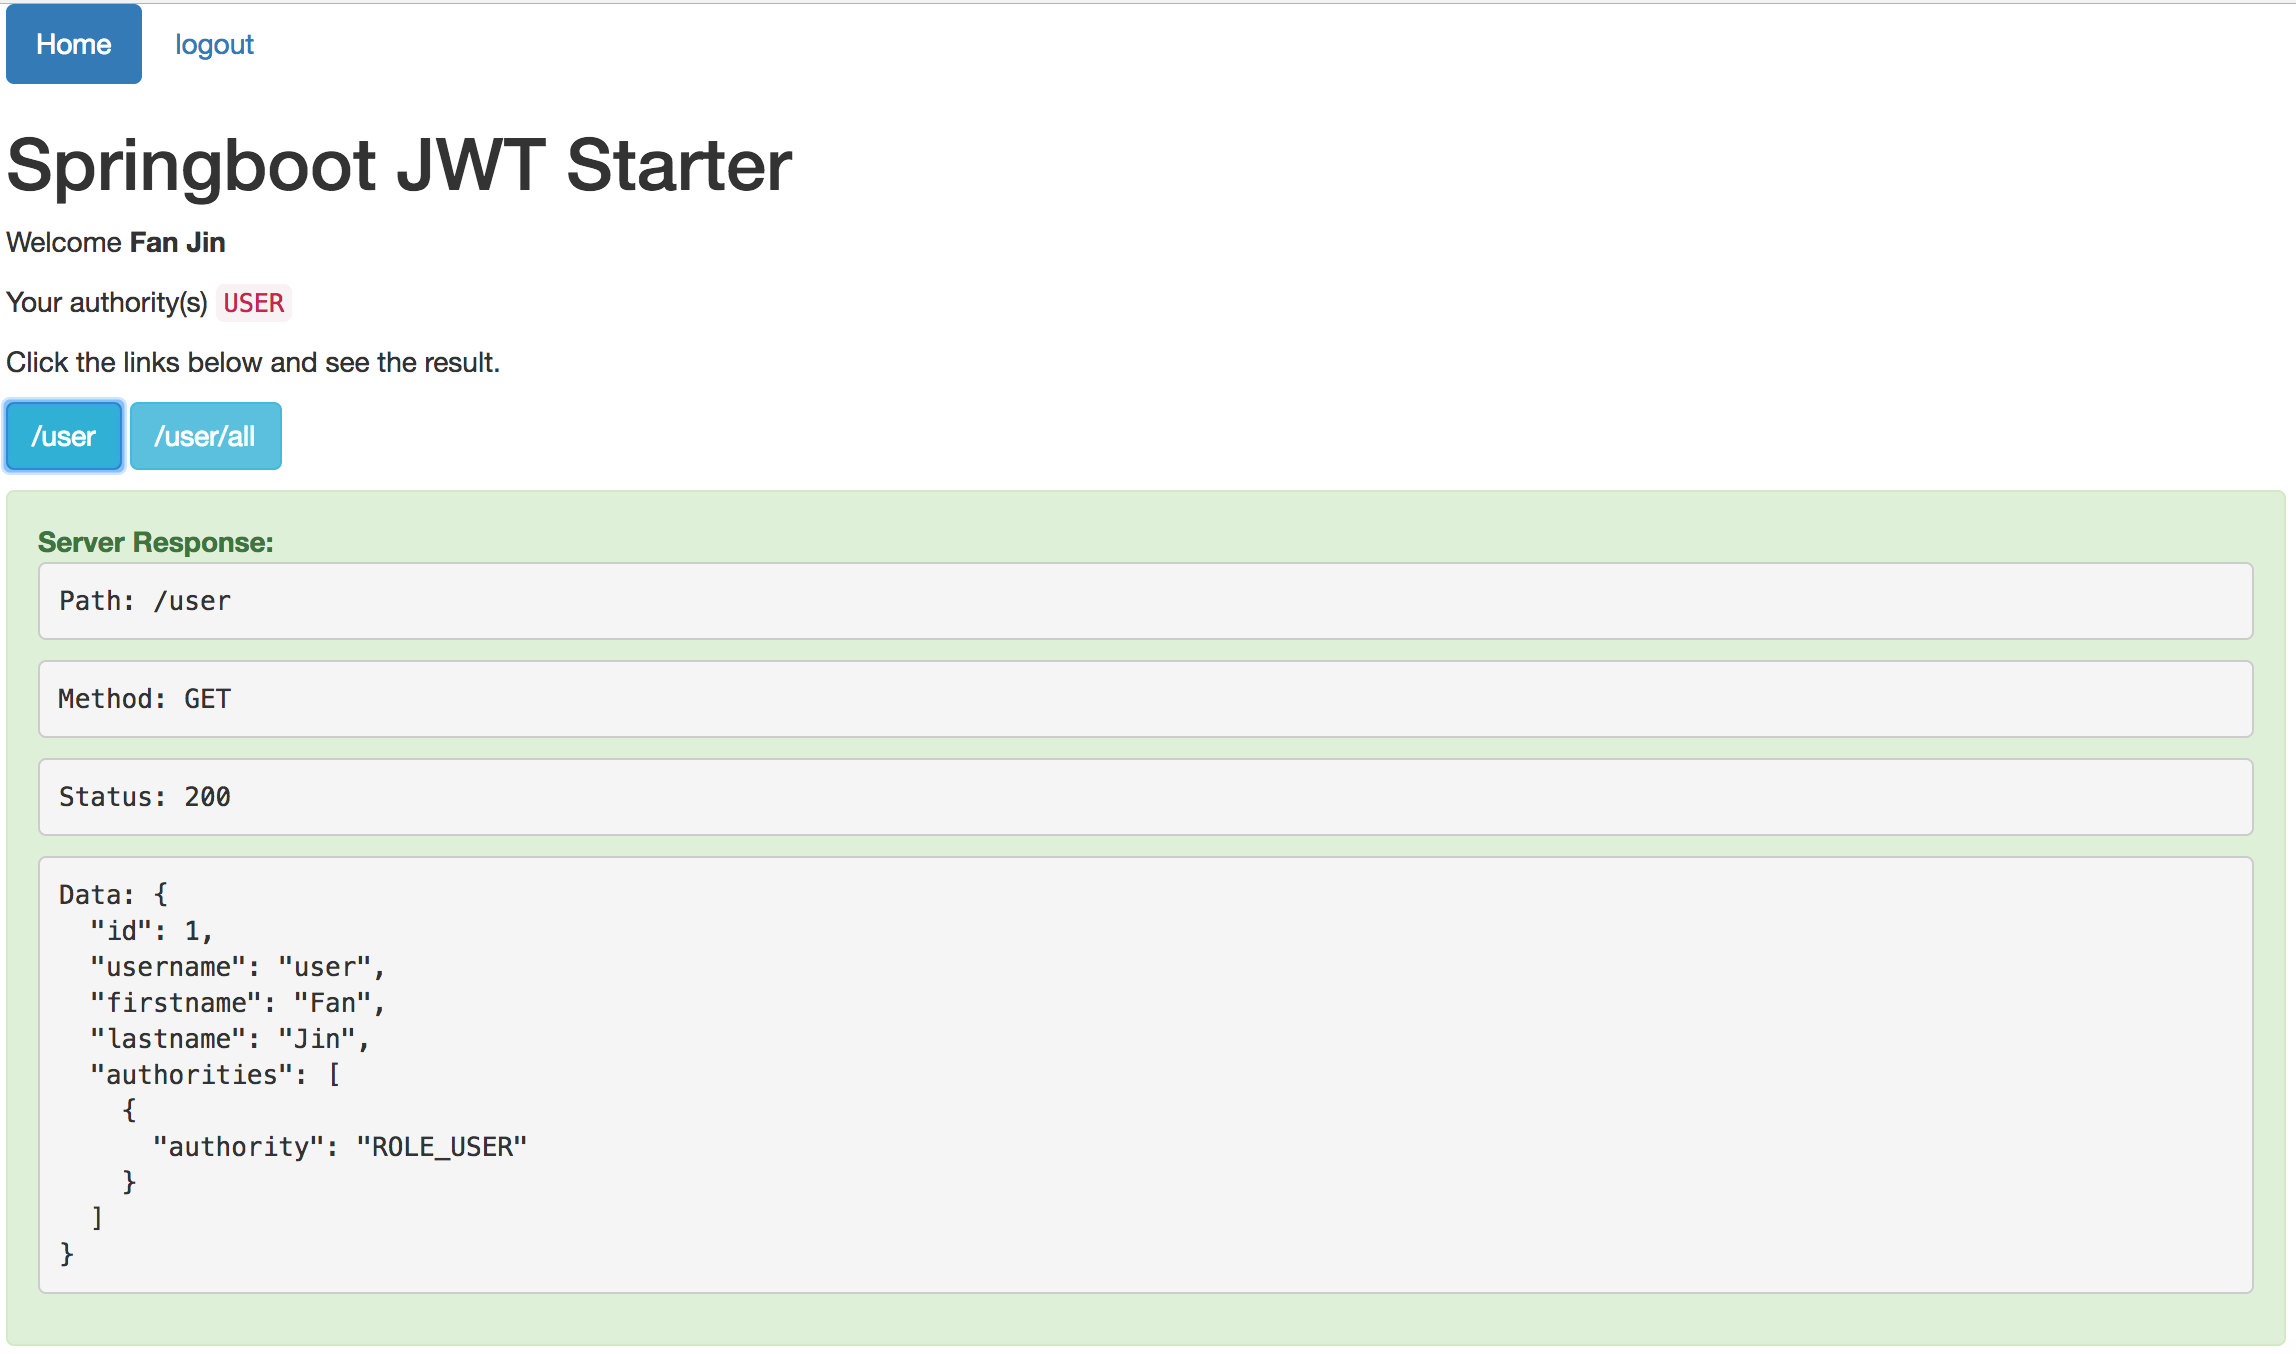 Home logout
Springboot JWT Starter
Welcome Fan Jin
Your authority(s) USER
Click the links below and see the result.
/user /user/all
Server Response:
Path: /user
Method: GET
Status: 200
Data: {
  "id": 1,
  "username": "user",
  "firstname": "Fan",
  "lastname": "Jin",
  "authorities": [
    {
      "authority": "ROLE_USER"
    }
  ]
}